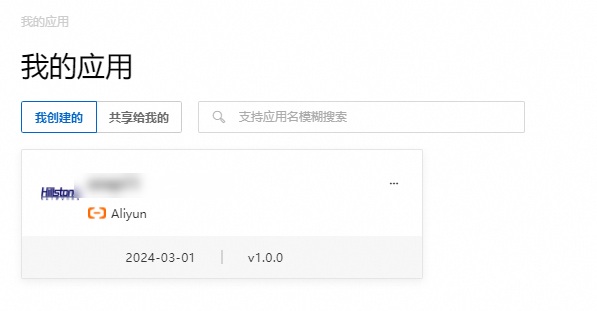 我的应用
我的应用
我创建的 共享给我的 支持应用名模糊搜索
Hillstone
NETWORKS
Aliyun
2024-03-01 v1.0.0